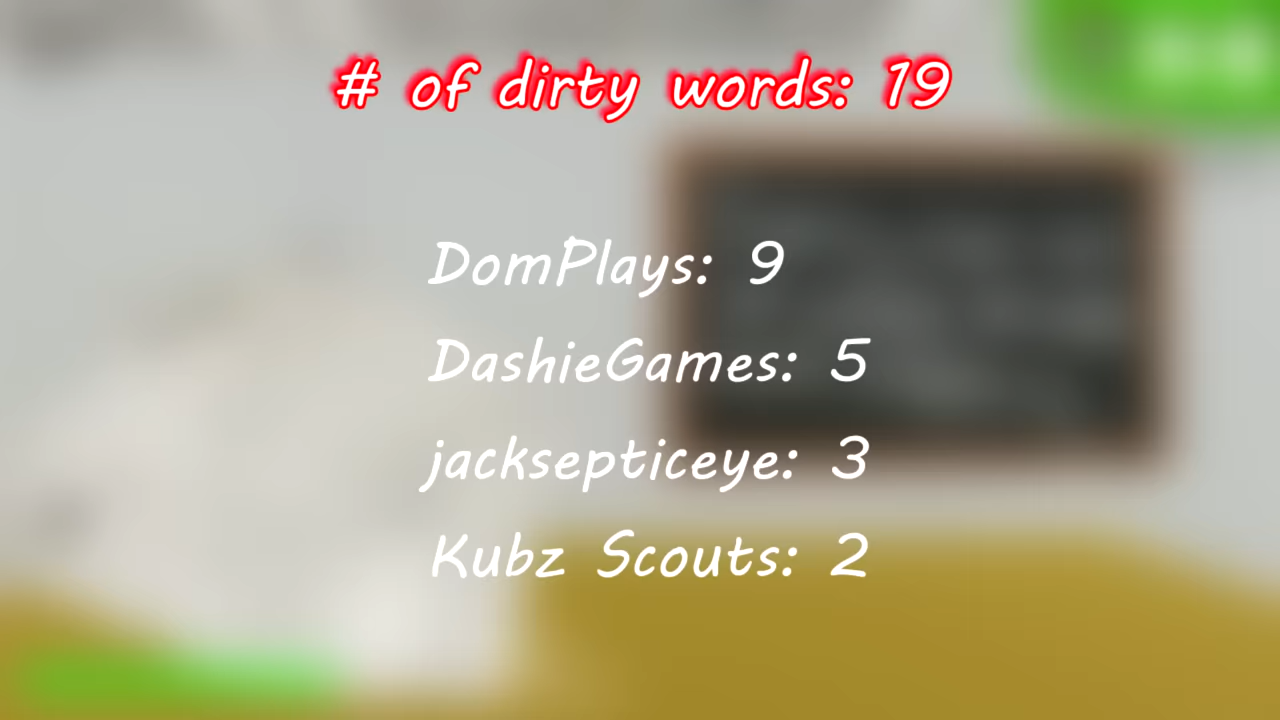 # of dirty words: 19
DomPlays: 9
DashieGames: 5
jacksepticeye: 3
Kubz Scouts: 2